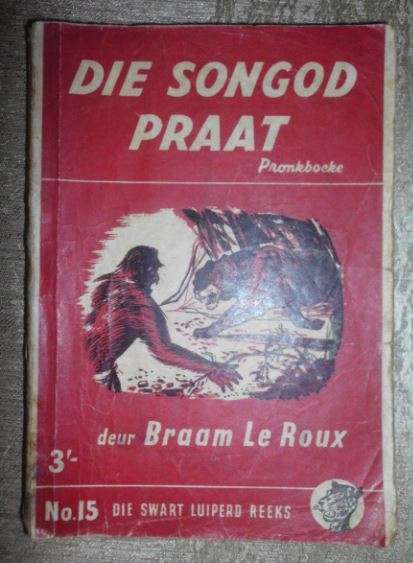 DIE SONGOD
PRAAT
Pronkboeke
deur Braam Le Roux
3'-
No.15 DIE SWART LUIPERD REEKS